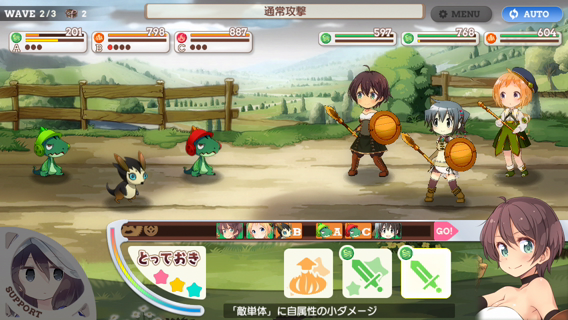 WAVE 2/3 2
通常攻撃
MENU
AUTO
201
798
887
597
768
604
A
B
C
B
A
C
GO!
とっておき
SUPPORT
「敵単体」に自属性の小ダメージ